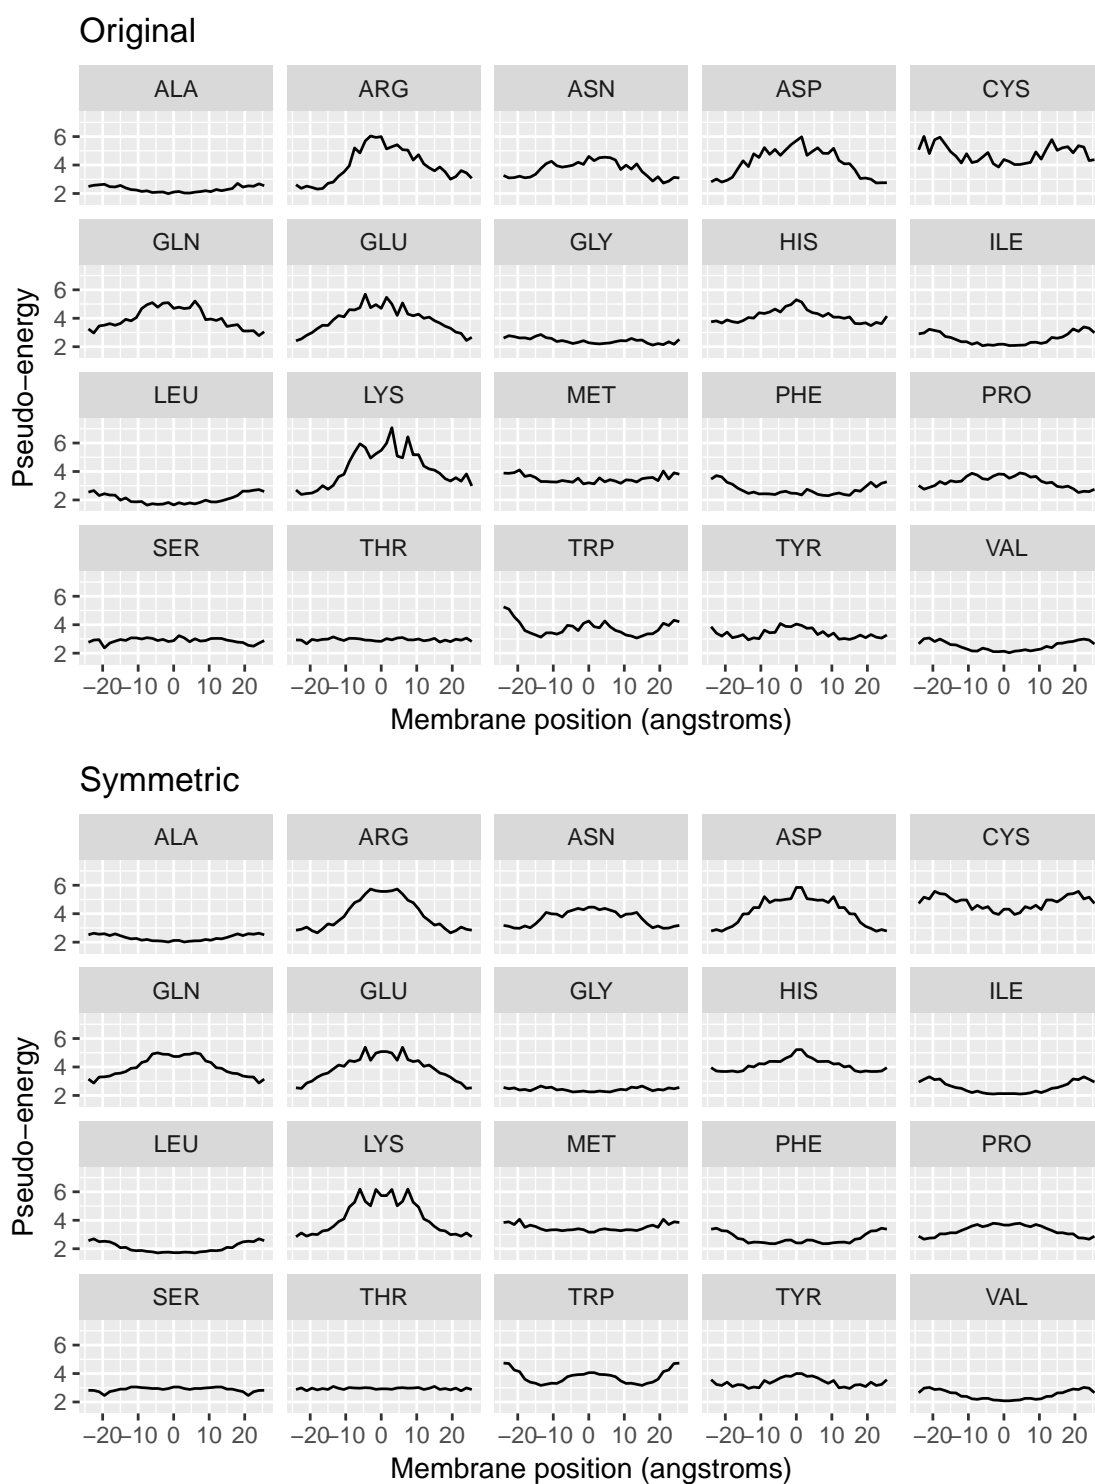 Original
ALA ARG ASN ASP CYS
6
4
2
GLN GLU GLY HIS ILE
6
4
2
LEU LYS MET PHE PRO
6
4
2
SER THR TRP TYR VAL
6
4
2
−20 −10 0 10 20 −20 −10 0 10 20 −20 −10 0 10 20 −20 −10 0 10 20 −20 −10 0 10 20
Membrane position (angstroms)
Pseudo−energy
Symmetric
ALA ARG ASN ASP CYS
6
4
2
GLN GLU GLY HIS ILE
6
4
2
LEU LYS MET PHE PRO
6
4
2
SER THR TRP TYR VAL
6
4
2
−20 −10 0 10 20 −20 −10 0 10 20 −20 −10 0 10 20 −20 −10 0 10 20 −20 −10 0 10 20
Membrane position (angstroms)
Pseudo−energy